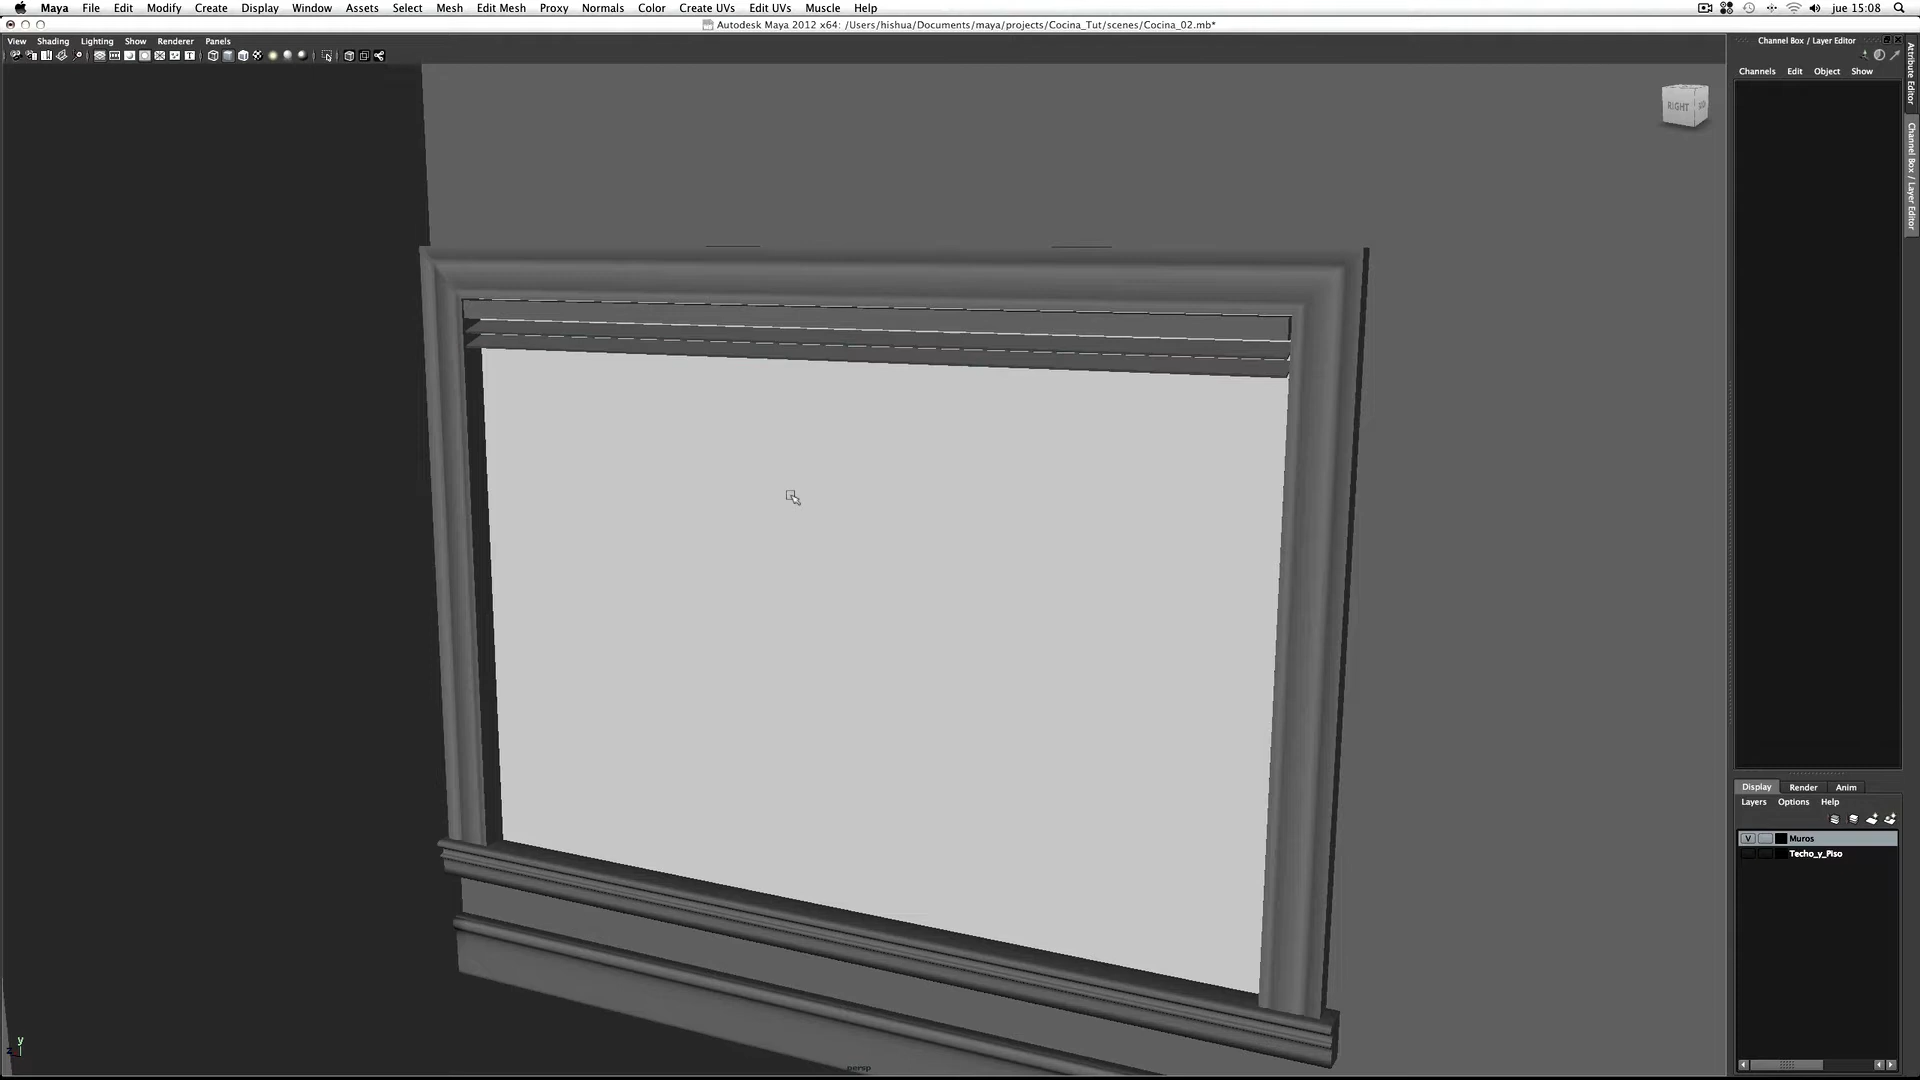 Maya File Edit Modify Create Display Window Assets Select Mesh Edit Mesh Proxy Normals Color Create UVs Edit UVs Muscle Help jue 15:08
Autodesk Maya 2012 x64: /Users/hishua/Documents/maya/projects/Cocina_Tut/scenes/Cocina_02.mb*
View Shading Lighting Show Renderer Panels
Channel Box / Layer Editor
Channels Edit Object Show
RIGHT
Attribute Editor
Channel Box / Layer Editor
Display Render Anim
Layers Options Help
V Muros
Techo_y_Piso
y
persp